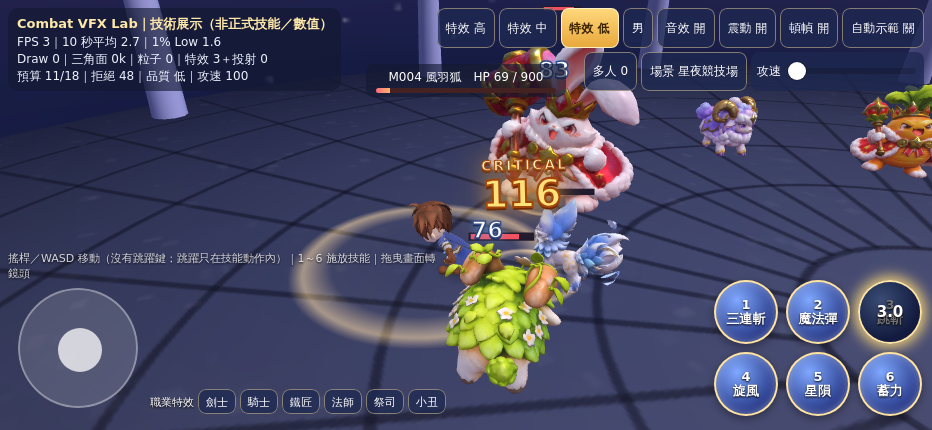 Combat VFX Lab｜技術展示（非正式技能／數值）
FPS 3｜10 秒平均 2.7｜1% Low 1.6
Draw 0｜三角面 0k｜粒子 0｜特效 3＋投射 0
預算 11/18｜拒絕 48｜品質 低｜攻速 100
特效 高
特效 中
特效 低
男
音效 開
震動 開
頓幀 開
自動示範 關
多人 0
場景 星夜競技場
攻速
M004 風羽狐 HP 69 / 900
83
CRITICAL
116
76
搖桿／WASD 移動（沒有跳躍鍵；跳躍只在技能動作內）｜1～6 施放技能｜拖曳畫面轉
鏡頭
1
三連斬
2
魔法彈
3
3.0
跳斬
4
旋風
5
星隕
6
蓄力
職業特效
劍士
騎士
鐵匠
法師
祭司
小丑